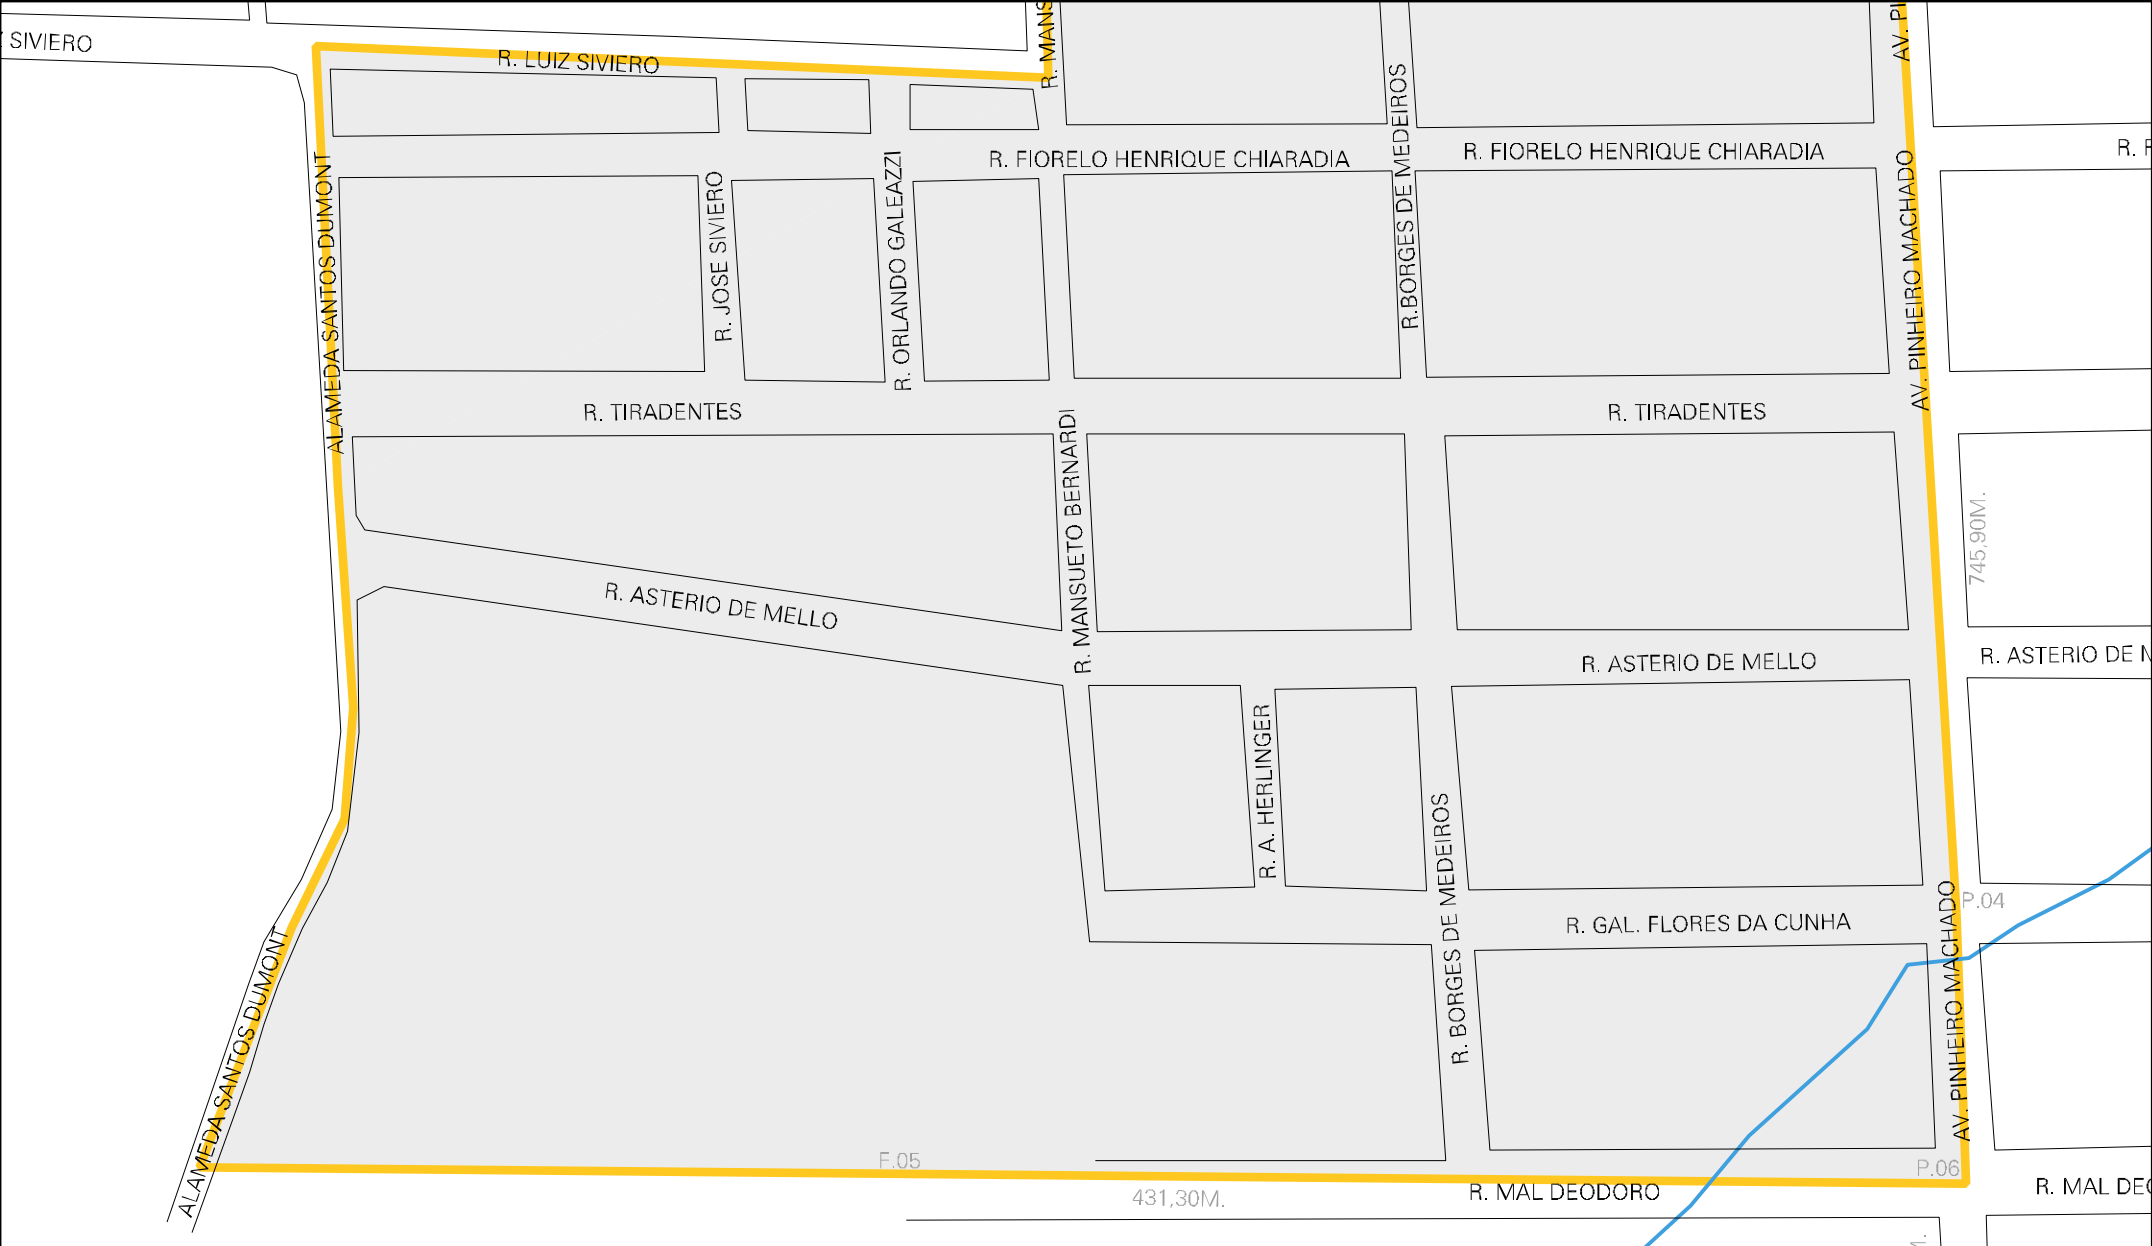 SIVIERO
R. LUIZ SIVIERO
R. MANS
AV. PI
R. FIORELO HENRIQUE CHIARADIA
R. FIORELO HENRIQUE CHIARADIA
R. F
ALAMEDA SANTOS DUMONT
R. JOSE SIVIERO
R. ORLANDO GALEAZZI
R.BORGES DE MEDEIROS
AV. PINHEIRO MACHADO
R. TIRADENTES
R. TIRADENTES
R. MANSUETO BERNARDI
745,90M.
R. ASTERIO DE MELLO
R. ASTERIO DE MELLO
R. ASTERIO DE M
R. A. HERLINGER
R. BORGES DE MEDEIROS
P.04
R. GAL. FLORES DA CUNHA
AV. PINHEIRO MACHADO
ALAMEDA SANTOS DUMONT
F.05
P.06
431,30M.
R. MAL DEODORO
R. MAL DEO
M.